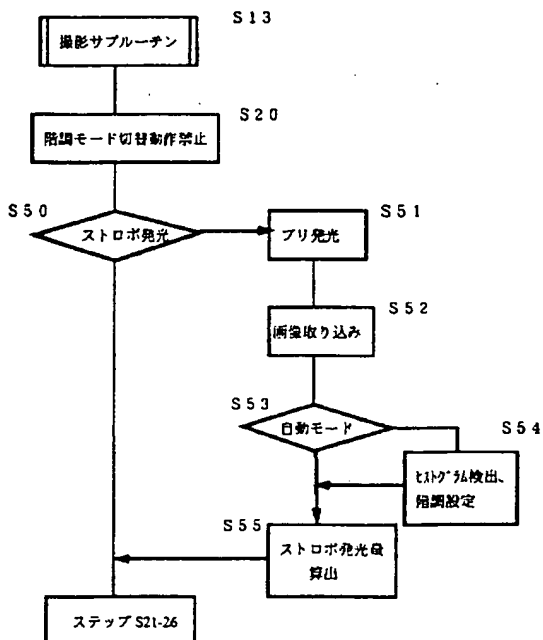 S13
撮影サブルーチン
S20
階調モード切替動作禁止
S50
ストロボ発光
S51
プリ発光
S52
画像取り込み
S53
自動モード
S54
ﾋｽﾄｸﾞﾗﾑ検出、
階調設定
S55
ストロボ発光量
算出
ステップ S21-26